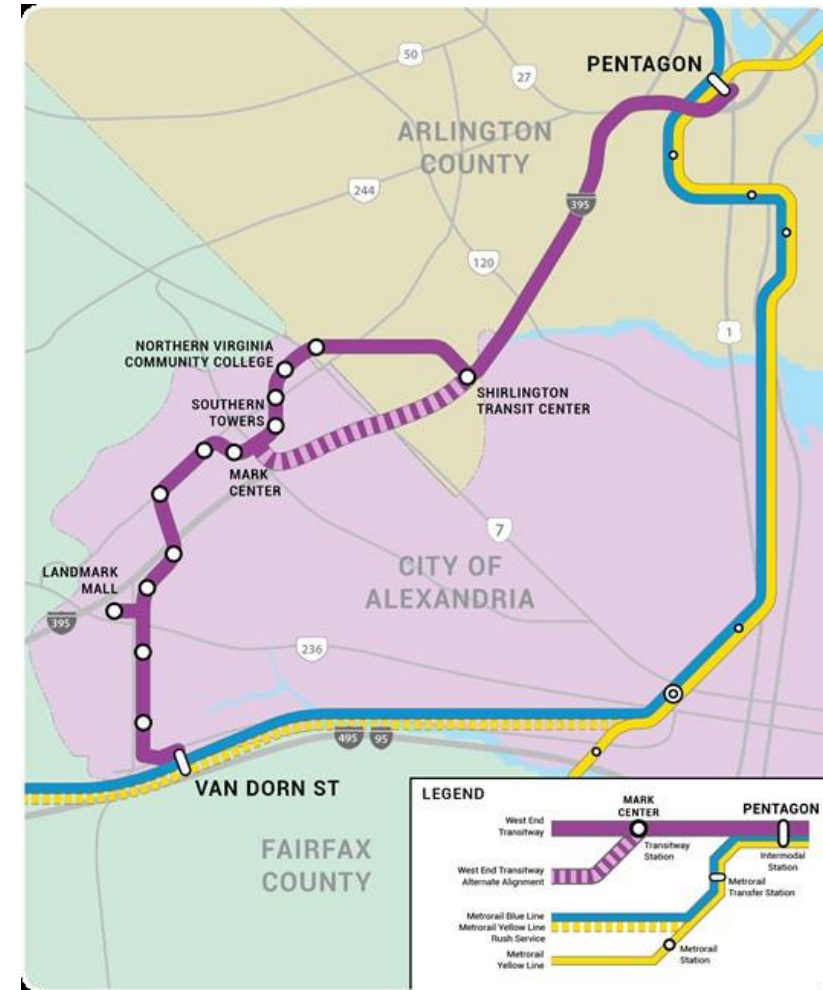 50
27
PENTAGON
ARLINGTON
COUNTY
244
395
120
1
NORTHERN VIRGINIA
COMMUNITY COLLEGE
SHIRLINGTON
TRANSIT CENTER
SOUTHERN
TOWERS
MARK
CENTER
7
LANDMARK
MALL
CITY OF
ALEXANDRIA
395
236
495
95
VAN DORN ST
FAIRFAX
COUNTY
LEGEND
MARK
CENTER
PENTAGON
West End
Transitway
Transitway
Station
Intermodal
Station
West End Transitway
Alternate Alignment
Metrorail
Transfer Station
Metrorail Blue Line
Metrorail Yellow Line
Rush Service
Metrorail
Station
Metrorail
Yellow Line